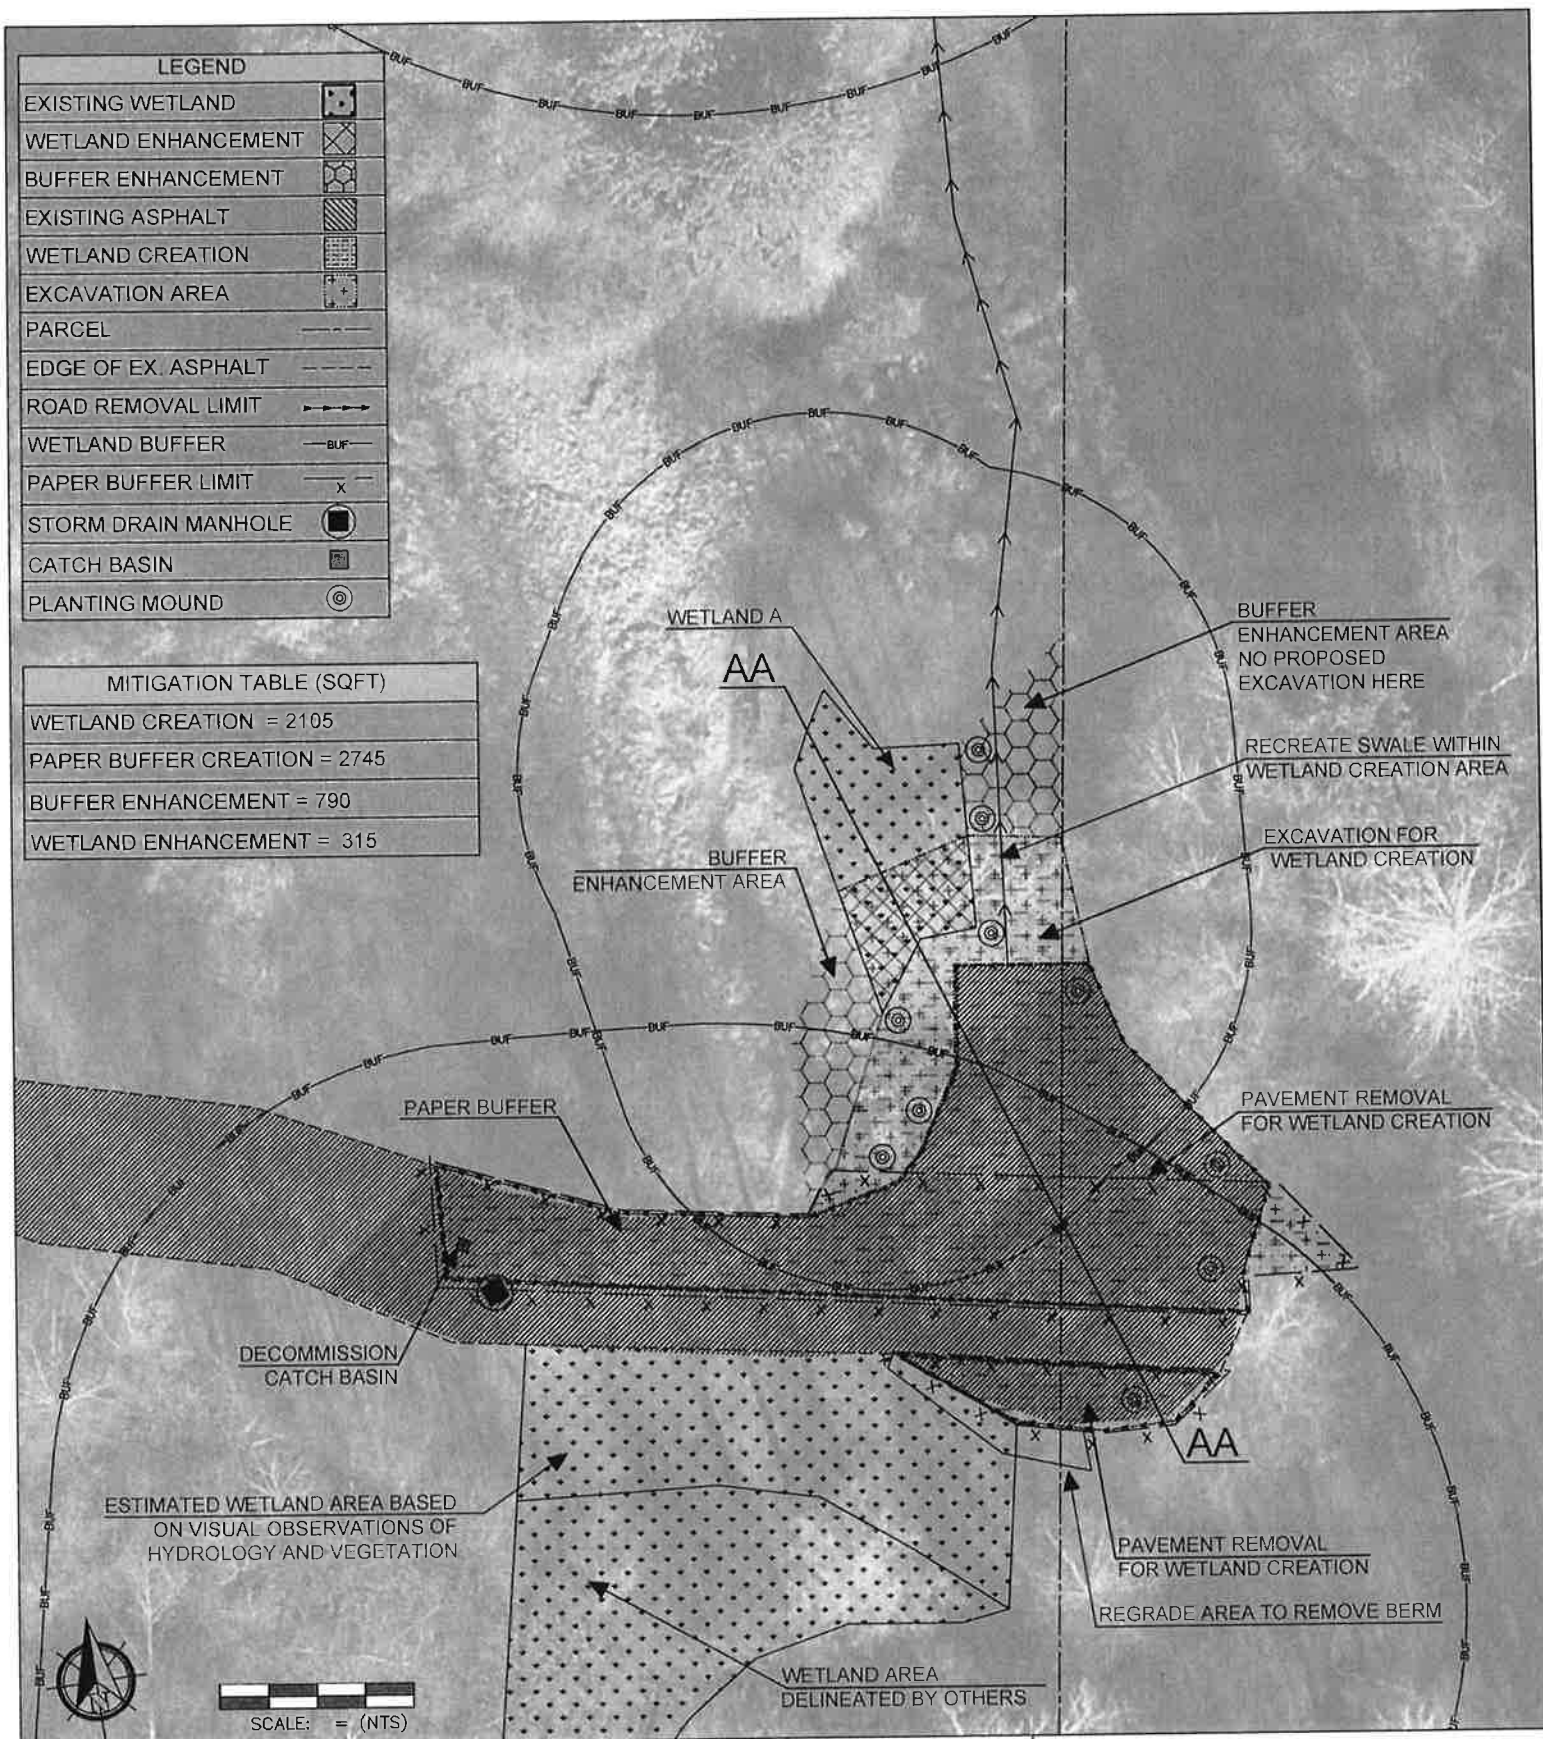 LEGEND
EXISTING WETLAND
WETLAND ENHANCEMENT
BUFFER ENHANCEMENT
EXISTING ASPHALT
WETLAND CREATION
EXCAVATION AREA
PARCEL
EDGE OF EX. ASPHALT
ROAD REMOVAL LIMIT
WETLAND BUFFER BUF
PAPER BUFFER LIMIT X
STORM DRAIN MANHOLE
CATCH BASIN
PLANTING MOUND
MITIGATION TABLE (SQFT)
WETLAND CREATION = 2105
PAPER BUFFER CREATION = 2745
BUFFER ENHANCEMENT = 790
WETLAND ENHANCEMENT = 315
WETLAND A
AA
BUFFER
ENHANCEMENT AREA
NO PROPOSED
EXCAVATION HERE
RECREATE SWALE WITHIN
WETLAND CREATION AREA
EXCAVATION FOR
WETLAND CREATION
BUFFER
ENHANCEMENT AREA
PAPER BUFFER
PAVEMENT REMOVAL
FOR WETLAND CREATION
DECOMMISSION
CATCH BASIN
AA
ESTIMATED WETLAND AREA BASED
ON VISUAL OBSERVATIONS OF
HYDROLOGY AND VEGETATION
PAVEMENT REMOVAL
FOR WETLAND CREATION
REGRADE AREA TO REMOVE BERM
WETLAND AREA
DELINEATED BY OTHERS
SCALE: = (NTS)